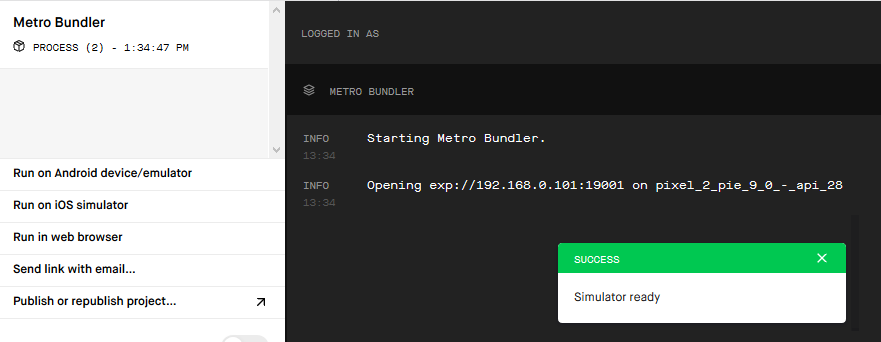 Metro Bundler
PROCESS (2) - 1:34:47 PM
Run on Android device/emulator
Run on iOS simulator
Run in web browser
Send link with email...
Publish or republish project...
LOGGED IN AS
METRO BUNDLER
INFO Starting Metro Bundler.
13:34
INFO Opening exp://192.168.0.101:19001 on pixel_2_pie_9_0_-_api_28
13:34
SUCCESS
Simulator ready